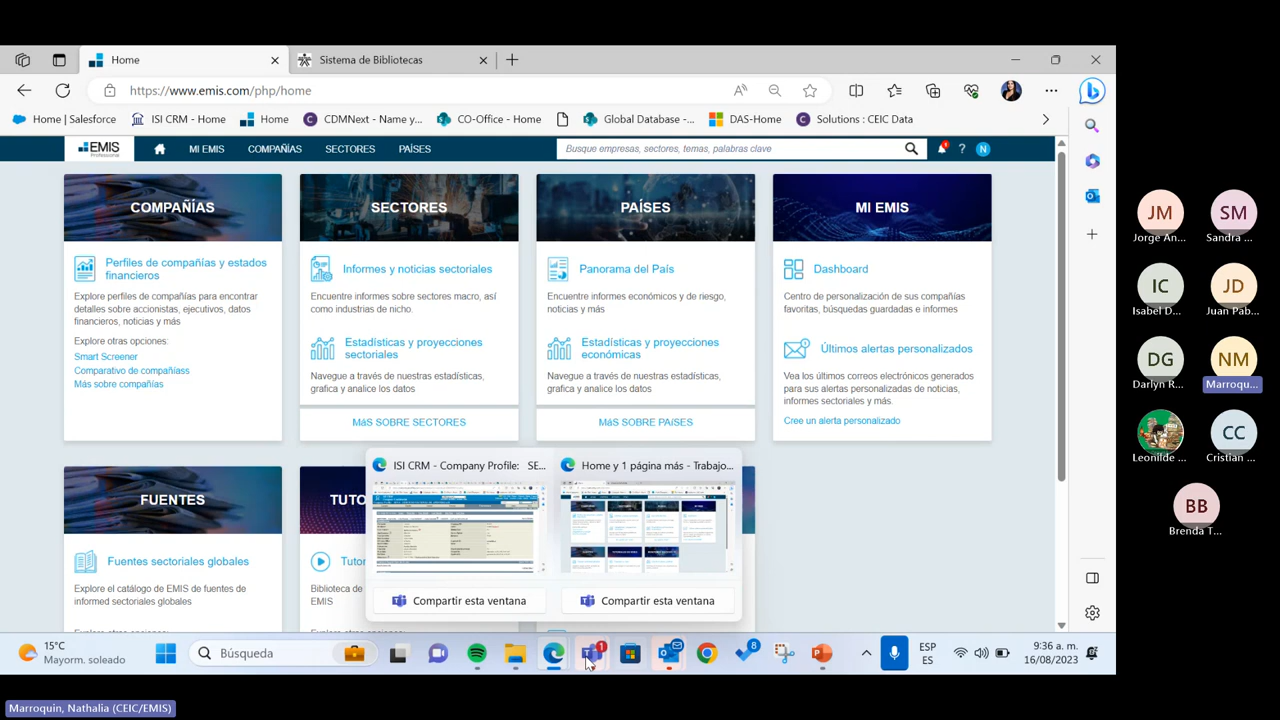 Home
Sistema de Bibliotecas
https://www.emis.com/php/home
Home | Salesforce
ISI CRM - Home
Home
CDMNext - Name y...
CO-Office - Home
Global Database -...
DAS-Home
Solutions : CEIC Data
EMIS
Professional
MI EMIS
COMPAÑÍAS
SECTORES
PAÍSES
Busque empresas, sectores, temas, palabras clave
N
COMPAÑÍAS
Perfiles de compañías y estados
financieros
Explore perfiles de compañías para encontrar
detalles sobre accionistas, ejecutivos, datos
financieros, noticias y más
Explore otras opciones:
Smart Screener
Comparativo de compañíass
Más sobre compañías
SECTORES
Informes y noticias sectoriales
Encuentre informes sobre sectores macro, así
como industrias de nicho.
Estadísticas y proyecciones
sectoriales
Navegue a través de nuestras estadísticas,
grafica y analice los datos
MáS SOBRE SECTORES
PAÍSES
Panorama del País
Encuentre informes económicos y de riesgo,
noticias y más
Estadísticas y proyecciones
económicas
Navegue a través de nuestras estadísticas,
grafica y analice los datos
MáS SOBRE PAíSES
MI EMIS
Dashboard
Centro de personalización de sus compañías
favoritas, búsquedas guardadas e informes
Últimos alertas personalizados
Vea los últimos correos electrónicos generados
para sus alertas personalizadas de noticias,
informes sectoriales y más.
Cree un alerta personalizado
FUENTES
Fuentes sectoriales globales
Explore el catálogo de EMIS de fuentes de
informed sectoriales globales
Explore otras opciones:
TUTO
Tutor
Biblioteca de
EMIS
ISI CRM - Company Profile: SE...
Home y 1 página más - Trabajo...
Compartir esta ventana
Compartir esta ventana
15°C
Mayorm. soleado
Búsqueda
1
8
ESP
ES
9:36 a. m.
16/08/2023
JM
Jorge An...
SM
Sandra ...
IC
Isabel D...
JD
Juan Pab...
DG
Darlyn R...
NM
Marroqu...
Leonilde ...
CC
Cristian ...
BB
Brenda T...
Marroquin, Nathalia (CEIC/EMIS)